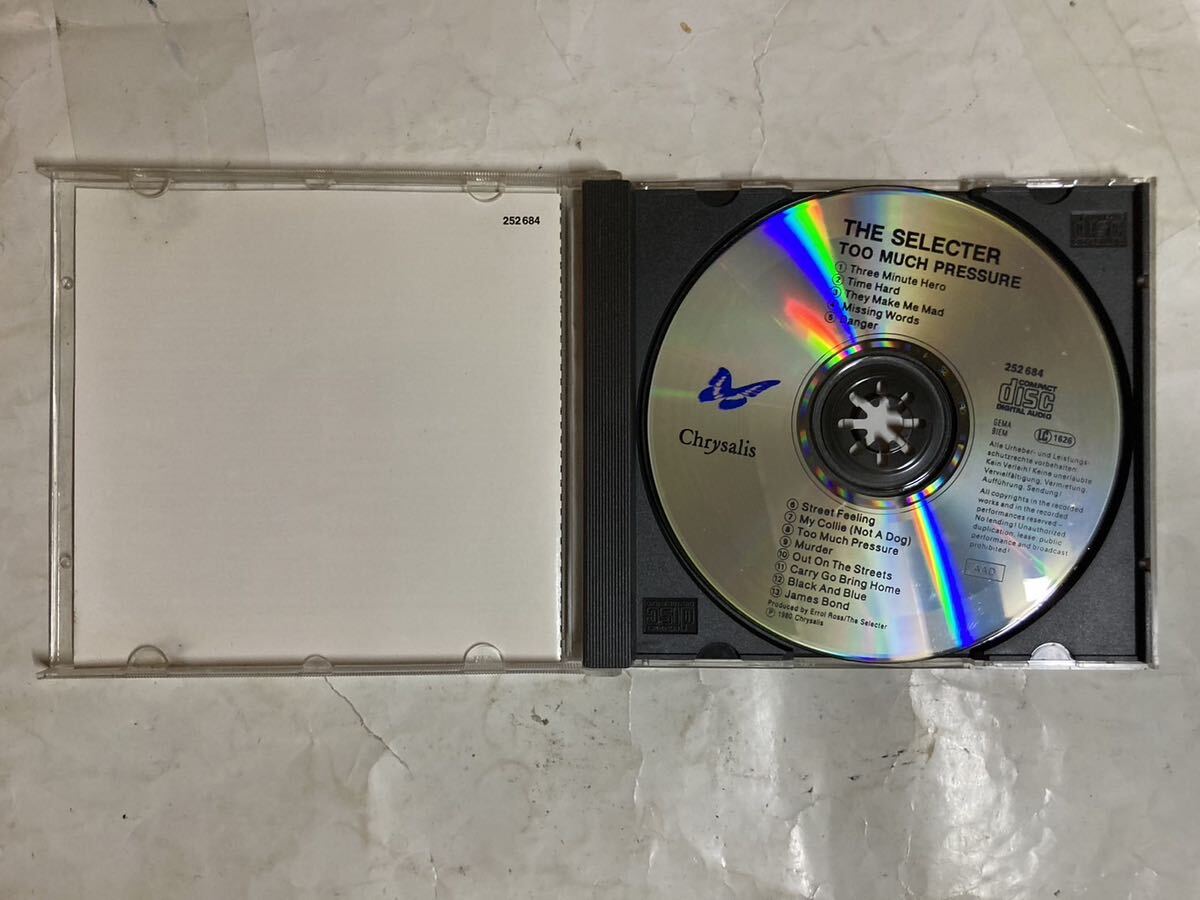 252 684
THE SELECTER
TOO MUCH PRESSURE
① Three Minute Hero
② Time Hard
③ They Make Me Mad
④ Missing Words
⑤ Danger
252 684
COMPACT
disc
DIGITAL AUDIO
GEMA
BIEM
LC 1626
Chrysalis
Alle Urheber- und Leistungs-
schutzrechte vorbehalten.
Kein Verleih! Keine unerlaubte
Vervielfältigung, Vermietung,
Aufführung, Sendung!
All copyrights in the recorded
works and in the recorded
performances reserved –
No lending! Unauthorized
duplication, lease, public
performance and broadcast
prohibited!
AAD
⑥ Street Feeling
⑦ My Collie (Not A Dog)
⑧ Too Much Pressure
⑨ Murder
⑩ Out On The Streets
⑪ Carry Go Bring Home
⑫ Black And Blue
⑬ James Bond
Produced by Errol Ross/The Selecter
Ⓟ 1980 Chrysalis